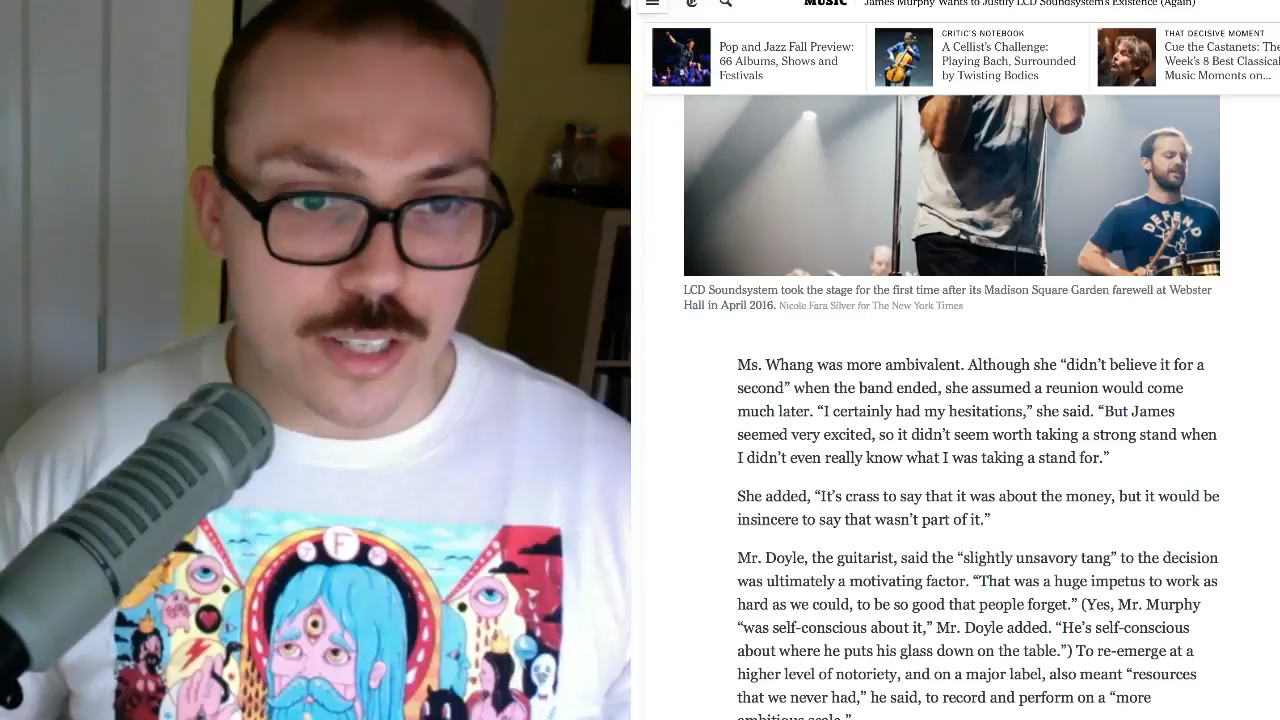 MUSIC
James Murphy Wants to Justify LCD Soundsystem's Existence (Again)
Pop and Jazz Fall Preview:
66 Albums, Shows and
Festivals
CRITIC'S NOTEBOOK
A Cellist's Challenge:
Playing Bach, Surrounded
by Twisting Bodies
THAT DECISIVE MOMENT
Cue the Castanets: The
Week's 8 Best Classical
Music Moments on...
DEFEND
LCD Soundsystem took the stage for the first time after its Madison Square Garden farewell at Webster
Hall in April 2016. Nicole Fara Silver for The New York Times
Ms. Whang was more ambivalent. Although she “didn’t believe it for a
second” when the band ended, she assumed a reunion would come
much later. “I certainly had my hesitations,” she said. “But James
seemed very excited, so it didn’t seem worth taking a strong stand when
I didn’t even really know what I was taking a stand for.”
She added, “It’s crass to say that it was about the money, but it would be
insincere to say that wasn’t part of it.”
Mr. Doyle, the guitarist, said the “slightly unsavory tang” to the decision
was ultimately a motivating factor. “That was a huge impetus to work as
hard as we could, to be so good that people forget.” (Yes, Mr. Murphy
“was self-conscious about it,” Mr. Doyle added. “He’s self-conscious
about where he puts his glass down on the table.”) To re-emerge at a
higher level of notoriety, and on a major label, also meant “resources
that we never had,” he said, to record and perform on a “more
ambitious scale.”
F